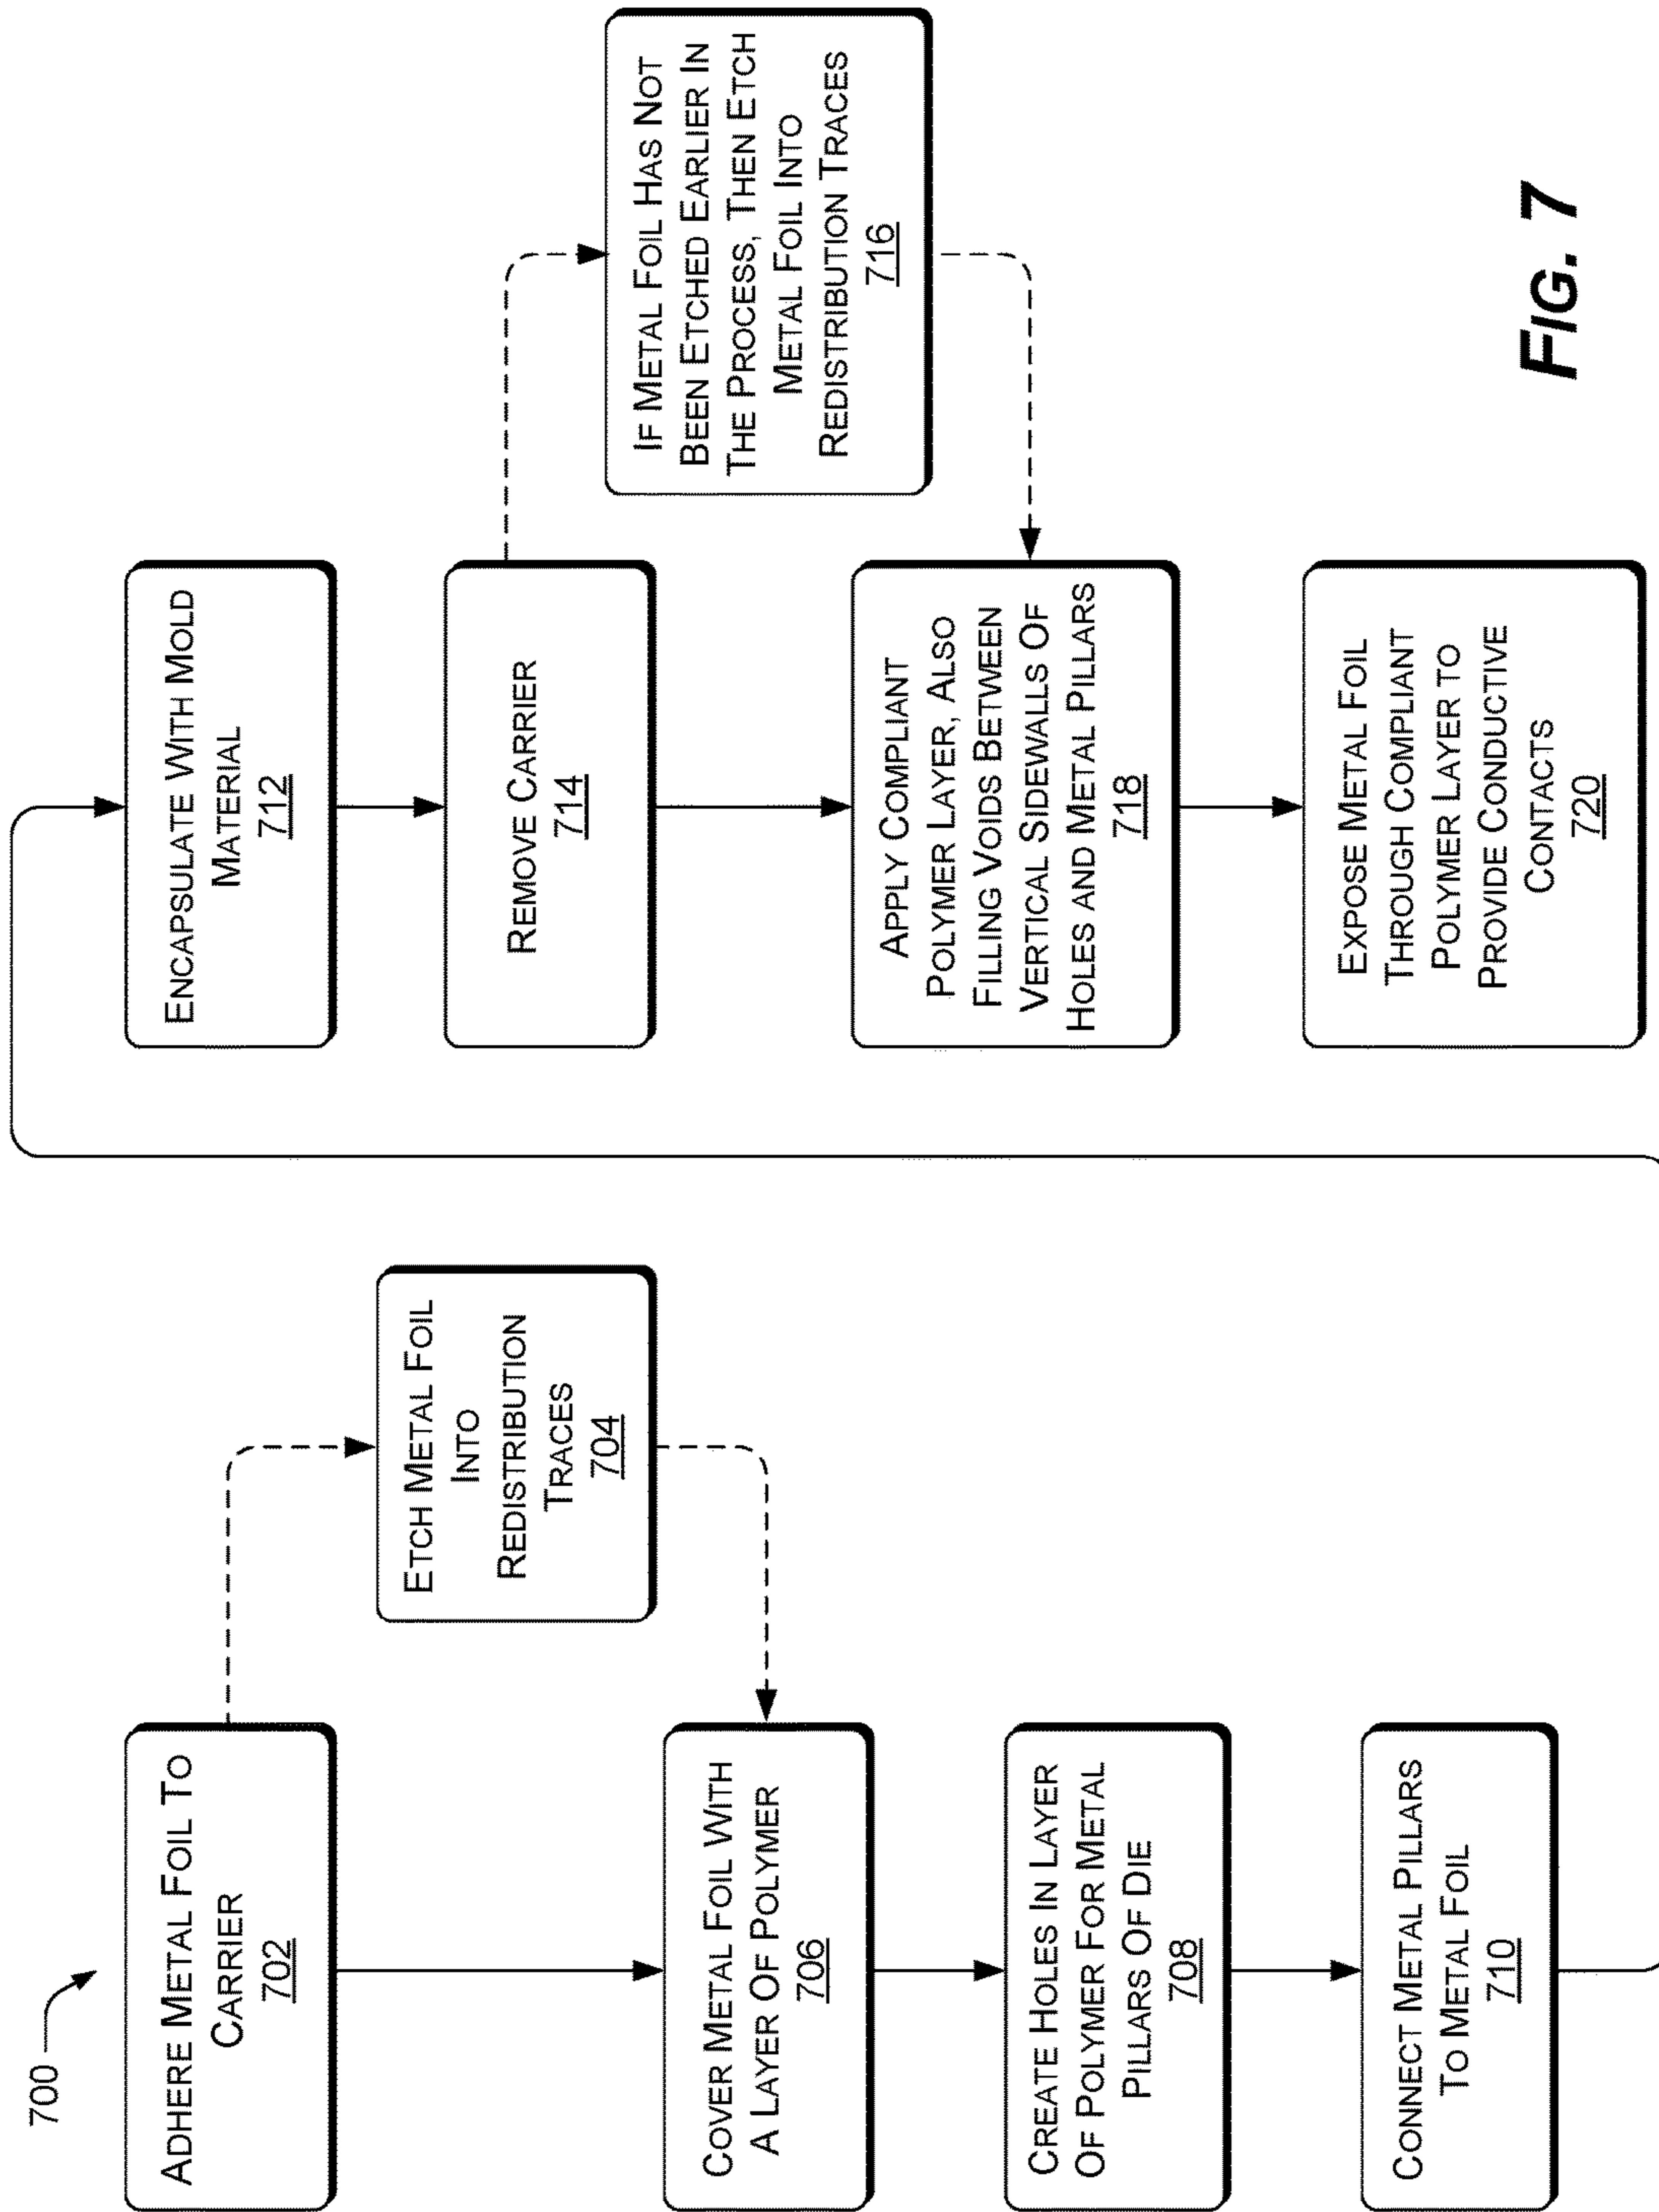 700
ADHERE METAL FOIL TO
CARRIER
702
ETCH METAL FOIL
INTO
REDISTRIBUTION
TRACES
704
COVER METAL FOIL WITH
A LAYER OF POLYMER
706
CREATE HOLES IN LAYER
OF POLYMER FOR METAL
PILLARS OF DIE
708
CONNECT METAL PILLARS
TO METAL FOIL
710
ENCAPSULATE WITH MOLD
MATERIAL
712
REMOVE CARRIER
714
IF METAL FOIL HAS NOT
BEEN ETCHED EARLIER IN
THE PROCESS, THEN ETCH
METAL FOIL INTO
REDISTRIBUTION TRACES
716
APPLY COMPLIANT
POLYMER LAYER, ALSO
FILLING VOIDS BETWEEN
VERTICAL SIDEWALLS OF
HOLES AND METAL PILLARS
718
EXPOSE METAL FOIL
THROUGH COMPLIANT
POLYMER LAYER TO
PROVIDE CONDUCTIVE
CONTACTS
720
FIG. 7